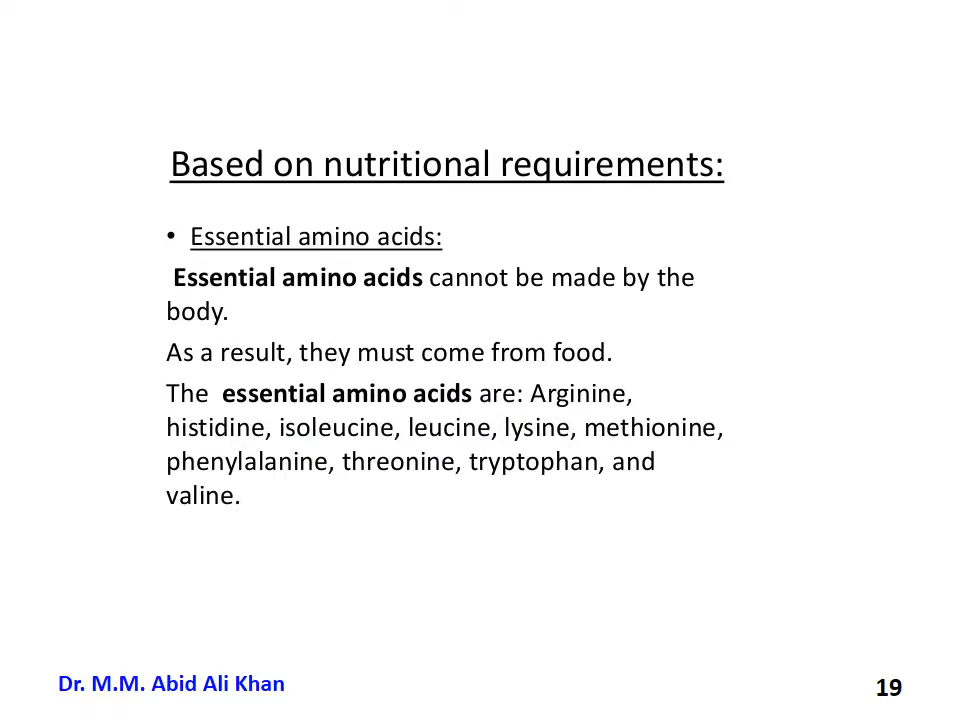 Based on nutritional requirements:
• Essential amino acids:
Essential amino acids cannot be made by the
body.
As a result, they must come from food.
The essential amino acids are: Arginine,
histidine, isoleucine, leucine, lysine, methionine,
phenylalanine, threonine, tryptophan, and
valine.
Dr. M.M. Abid Ali Khan
19